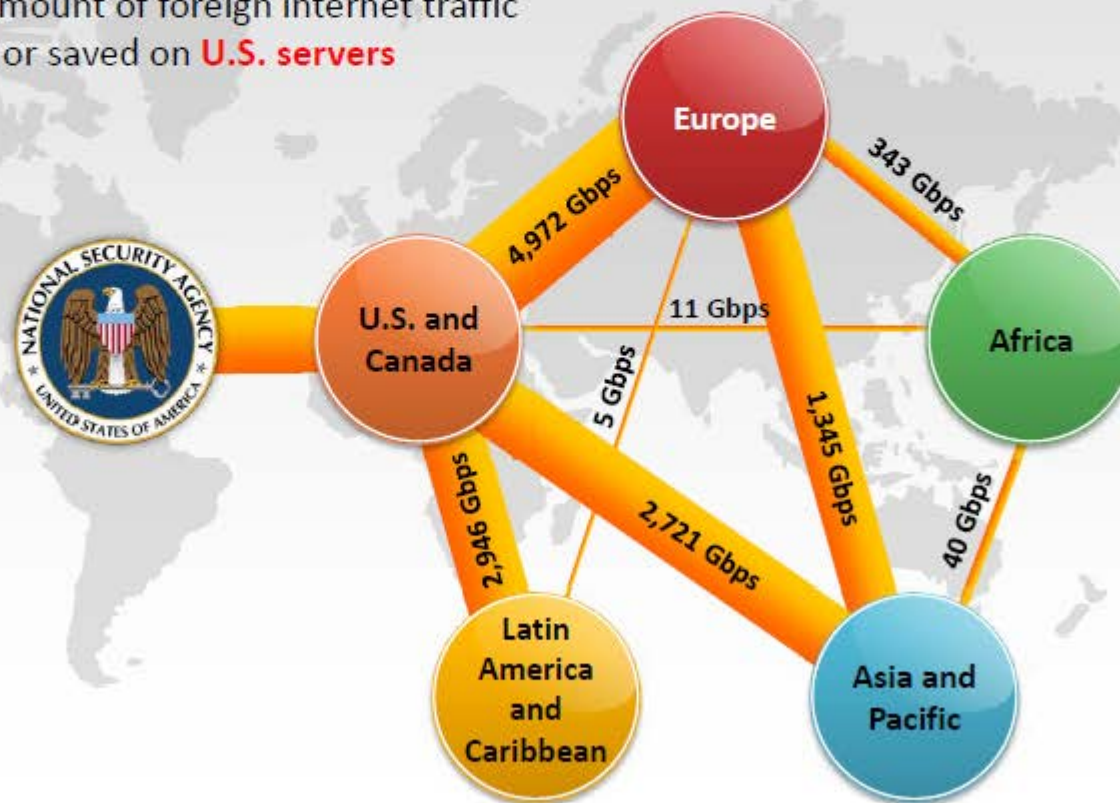 mount of foreign internet traffic
or saved on U.S. servers
Europe
4,972 Gbps
343 Gbps
NATIONAL SECURITY AGENCY
UNITED STATES OF AMERICA
U.S. and
Canada
11 Gbps
Africa
5 Gbps
1,345 Gbps
2,946 Gbps
2,721 Gbps
40 Gbps
Latin
America
and
Caribbean
Asia and
Pacific